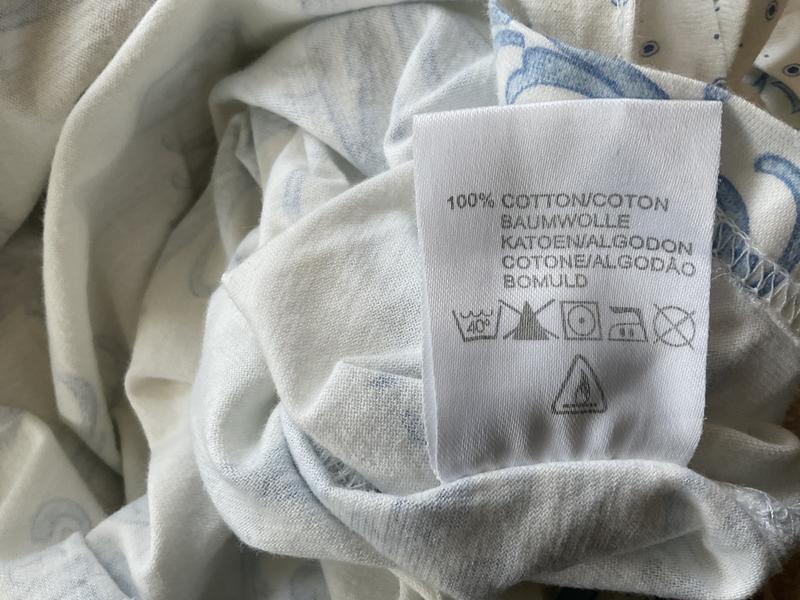 100% COTTON/COTON
BAUMWOLLE
KATOEN/ALGODON
COTONE/ALGODÃO
BOMULD
40°